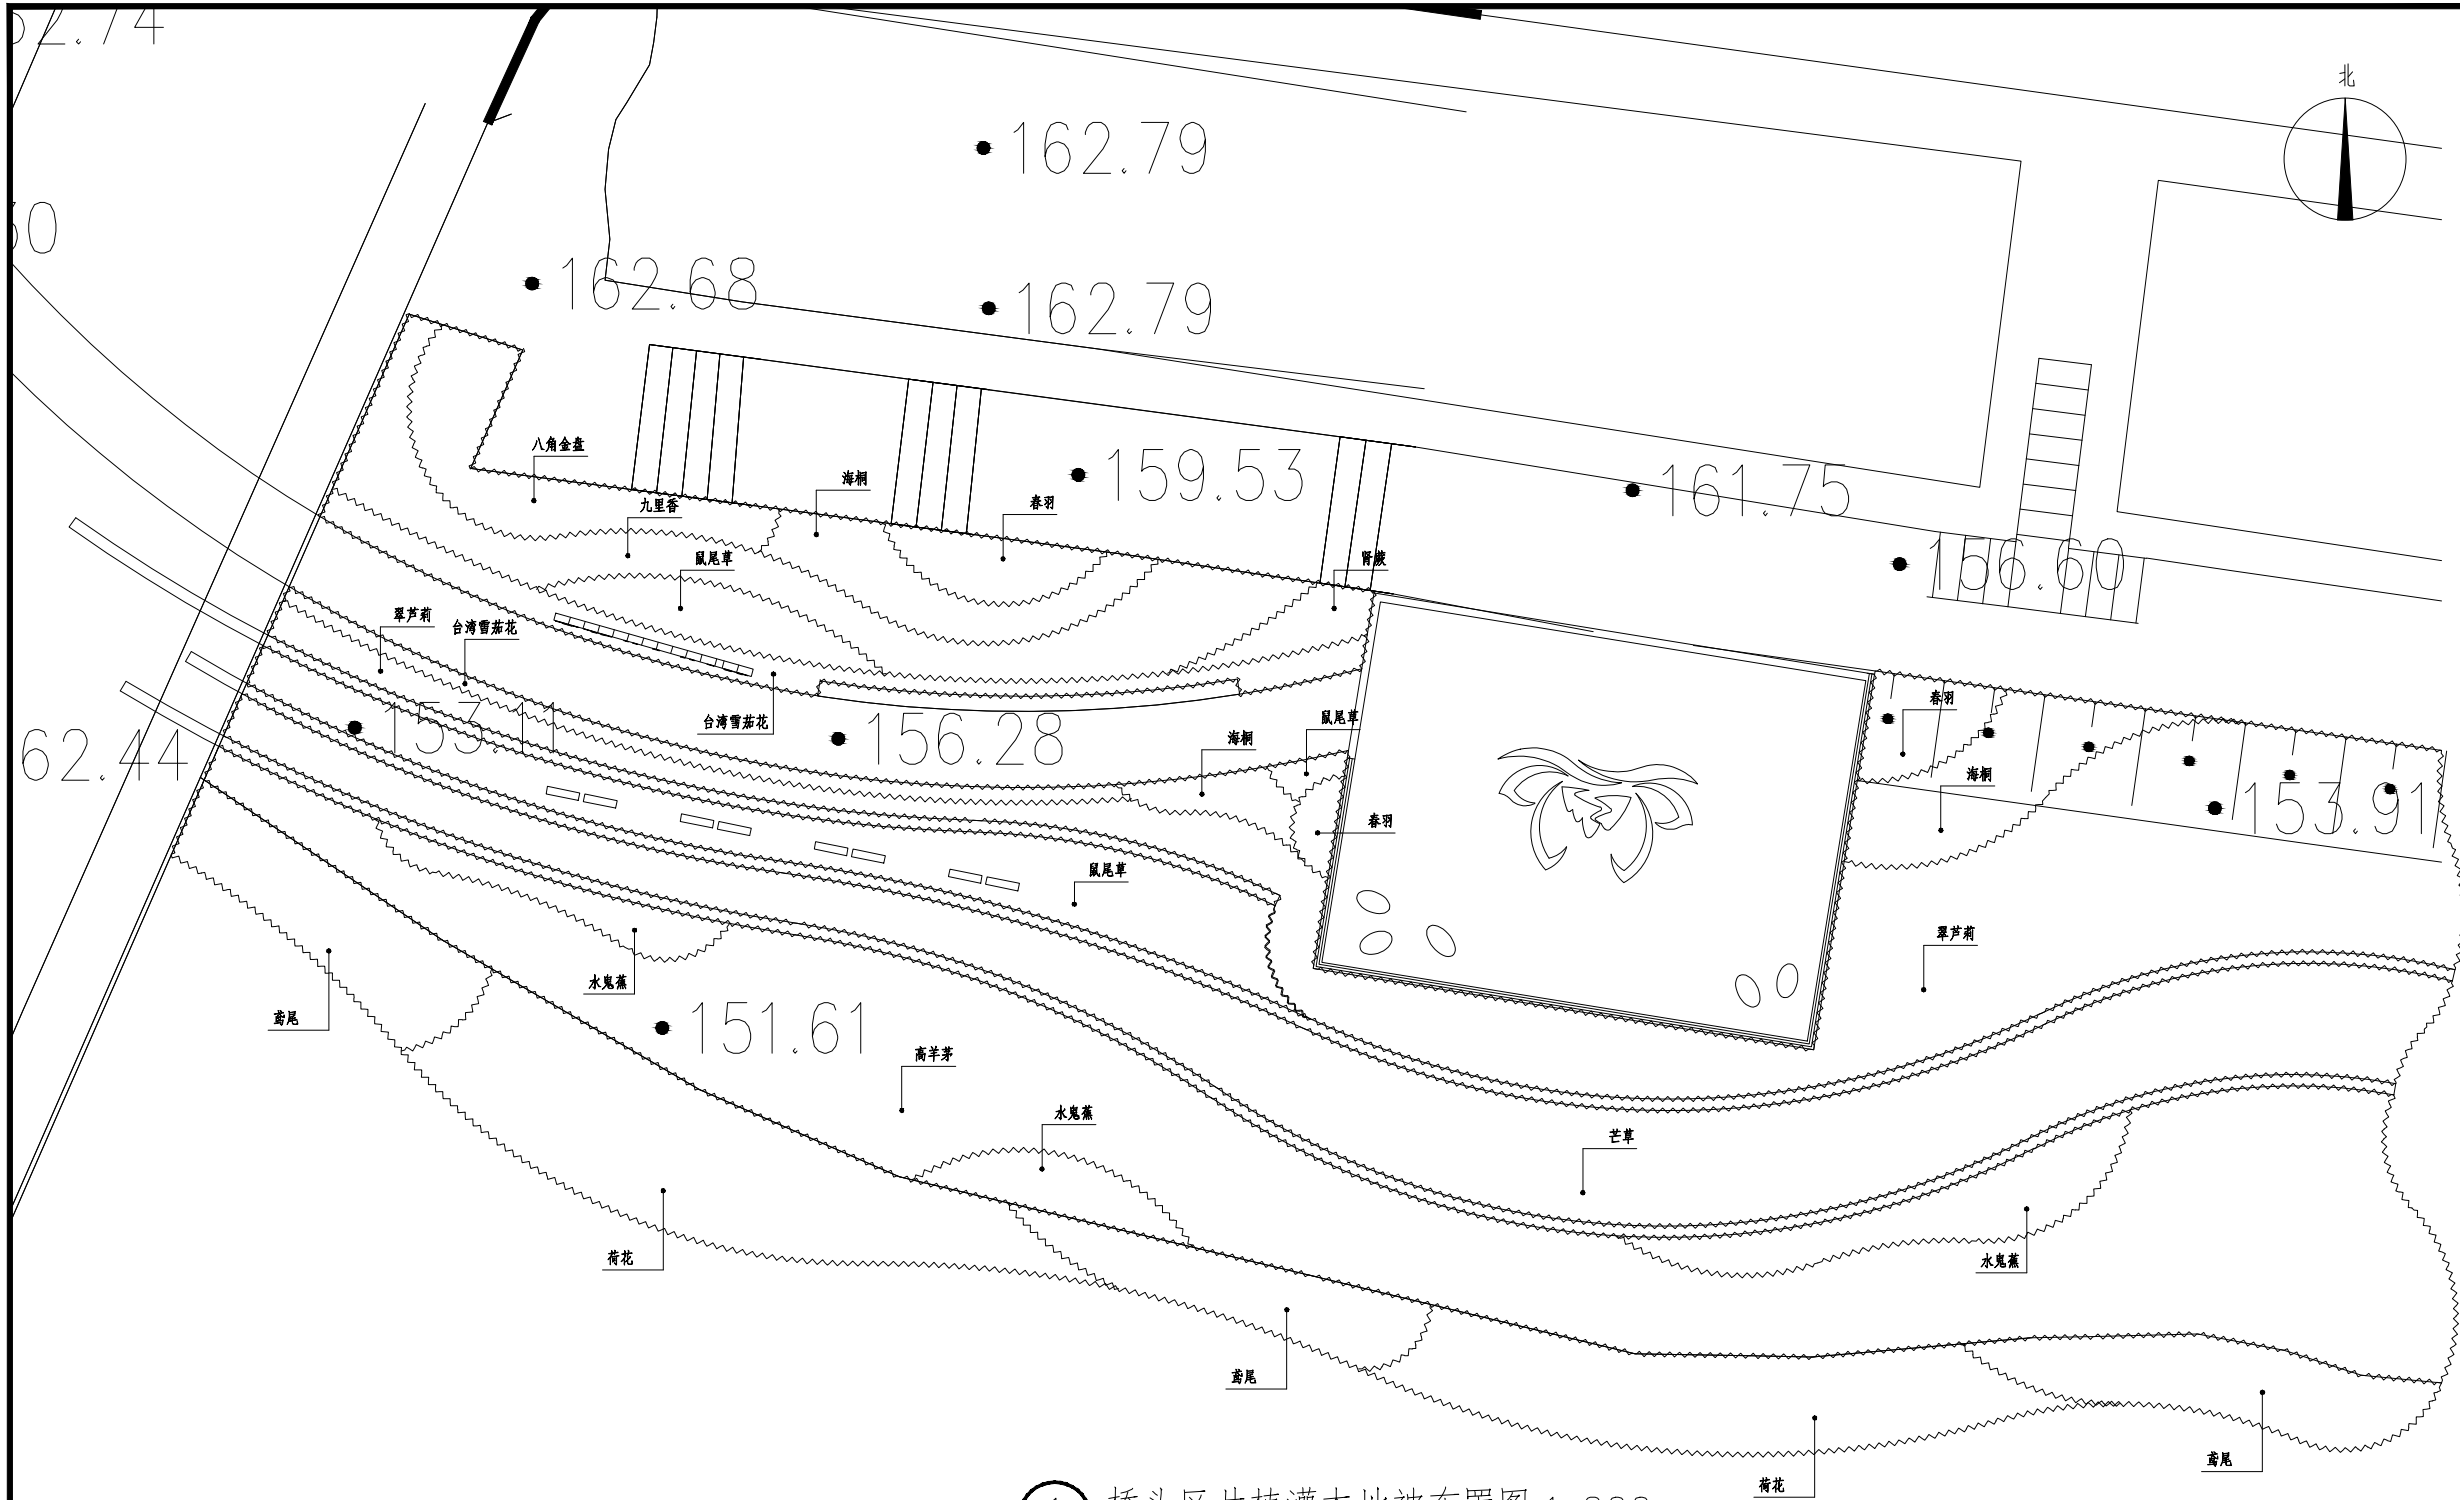 北
162.79
162.68
162.79
八角金盘
海桐
159.53
161.75
春羽
九里香
鼠尾草
肾蕨
156.60
翠芦莉
台湾雪茄花
春羽
台湾雪茄花
鼠尾草
62.44
156.28
海桐
海桐
153.91
春羽
鼠尾草
翠芦莉
水鬼蕉
鸢尾
151.61
高羊茅
水鬼蕉
芒草
荷花
水鬼蕉
鸢尾
鸢尾
荷花